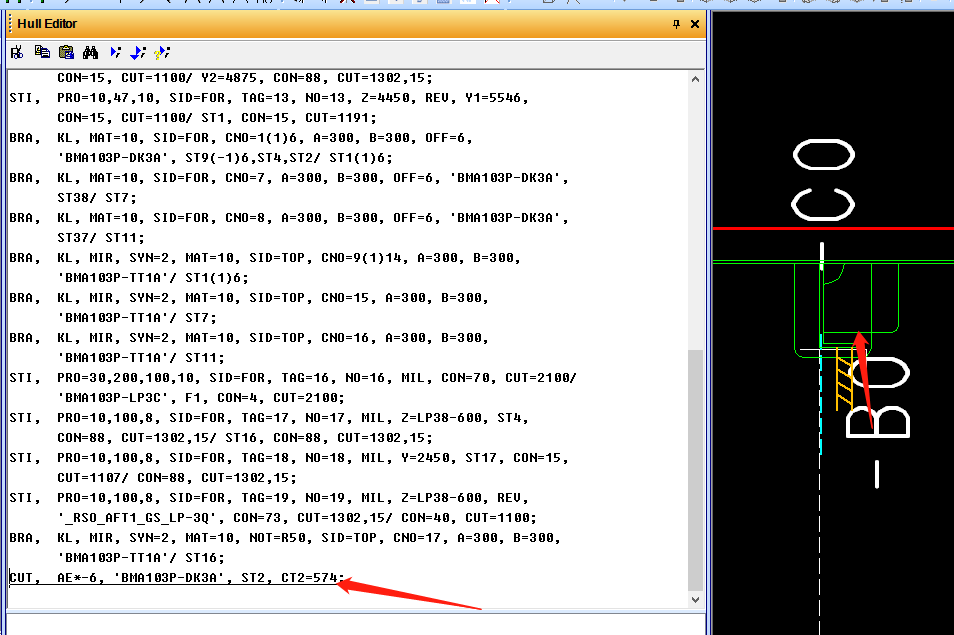 Hull Editor
CON=15, CUT=1100/ Y2=4875, CON=88, CUT=1302,15;
STI, PRO=10,47,10, SID=FOR, TAG=13, NO=13, Z=4450, REV, Y1=5546,
CON=15, CUT=1100/ ST1, CON=15, CUT=1191;
BRA, KL, MAT=10, SID=FOR, CNO=1(1)6, A=300, B=300, OFF=6,
'BMA103P-DK3A', ST9(-1)6,ST4,ST2/ ST1(1)6;
BRA, KL, MAT=10, SID=FOR, CNO=7, A=300, B=300, OFF=6, 'BMA103P-DK3A',
ST38/ ST7;
BRA, KL, MAT=10, SID=FOR, CNO=8, A=300, B=300, OFF=6, 'BMA103P-DK3A',
ST37/ ST11;
BRA, KL, MIR, SYN=2, MAT=10, SID=TOP, CNO=9(1)14, A=300, B=300,
'BMA103P-TT1A'/ ST1(1)6;
BRA, KL, MIR, SYN=2, MAT=10, SID=TOP, CNO=15, A=300, B=300,
'BMA103P-TT1A'/ ST7;
BRA, KL, MIR, SYN=2, MAT=10, SID=TOP, CNO=16, A=300, B=300,
'BMA103P-TT1A'/ ST11;
STI, PRO=30,200,100,10, SID=FOR, TAG=16, NO=16, MIL, CON=70, CUT=2100/
'BMA103P-LP3C', F1, CON=4, CUT=2100;
STI, PRO=10,100,8, SID=FOR, TAG=17, NO=17, MIL, Z=LP38-600, ST4,
CON=88, CUT=1302,15/ ST16, CON=88, CUT=1302,15;
STI, PRO=10,100,8, SID=FOR, TAG=18, NO=18, MIL, Y=2450, ST17, CON=15,
CUT=1107/ CON=88, CUT=1302,15;
STI, PRO=10,100,8, SID=FOR, TAG=19, NO=19, MIL, Z=LP38-600, REV,
'_RSO_AFT1_GS_LP-3Q', CON=73, CUT=1302,15/ CON=40, CUT=1100;
BRA, KL, MIR, SYN=2, MAT=10, NOT=R50, SID=TOP, CNO=17, A=300, B=300,
'BMA103P-TT1A'/ ST16;
CUT, AE*-6, 'BMA103P-DK3A', ST2, CT2=574;